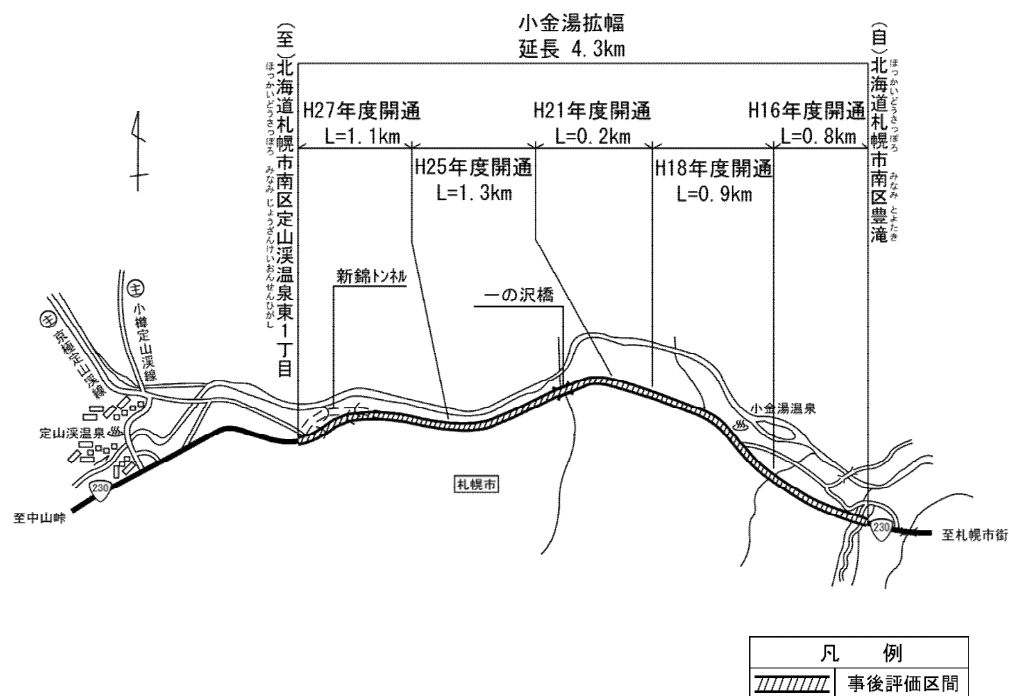 小金湯拡幅
延長 4.3km
(至)北海道札幌市南区定山渓温泉東1丁目
ほっかいどうさっぽろ みなみ じょうざんけいおんせんひがし
(自)北海道札幌市南区豊滝
ほっかいどうさっぽろ みなみ とよたき
H27年度開通
L=1.1km
H25年度開通
L=1.3km
H21年度開通
L=0.2km
H18年度開通
L=0.9km
H16年度開通
L=0.8km
新錦トンネル
一の沢橋
主
小樽定山渓線
主
京極定山渓線
定山渓温泉
小金湯温泉
札幌市
230
至中山峠
230
至札幌市街
凡 例
事後評価区間